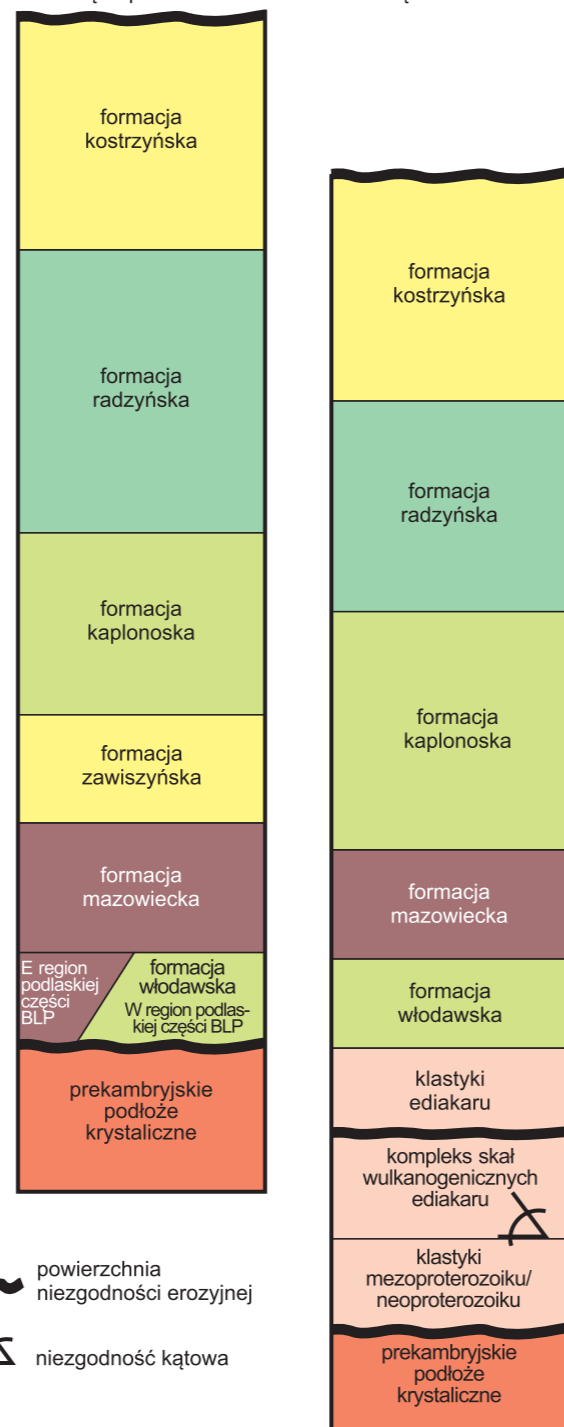 formacja
kostrzyńska
formacja
radzyńska
formacja
kaplonoska
formacja
zawiszyńska
formacja
mazowiecka
E region
podlaskiej
części
BLP
formacja
włodawska
W region podlas-
kiej części BLP
prekambryjskie
podłoże
krystaliczne
powierzchnia
niezgodności erozyjnej
niezgodność kątowa
formacja
kostrzyńska
formacja
radzyńska
formacja
kaplonoska
formacja
mazowiecka
formacja
włodawska
klastyki
ediakaru
kompleks skał
wulkanogenicznych
ediakaru
klastyki
mezoproterozoiku/
neoproterozoiku
prekambryjskie
podłoże
krystaliczne